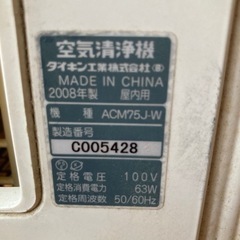 空気清浄機
ダイキン工業株式会社 ⑧
MADE IN CHINA
2008年製 屋内用
機種 ACM75J-W
製造番号
C005428
定格電圧 100V
定格消費電力 63W
定格周波数 50/60Hz